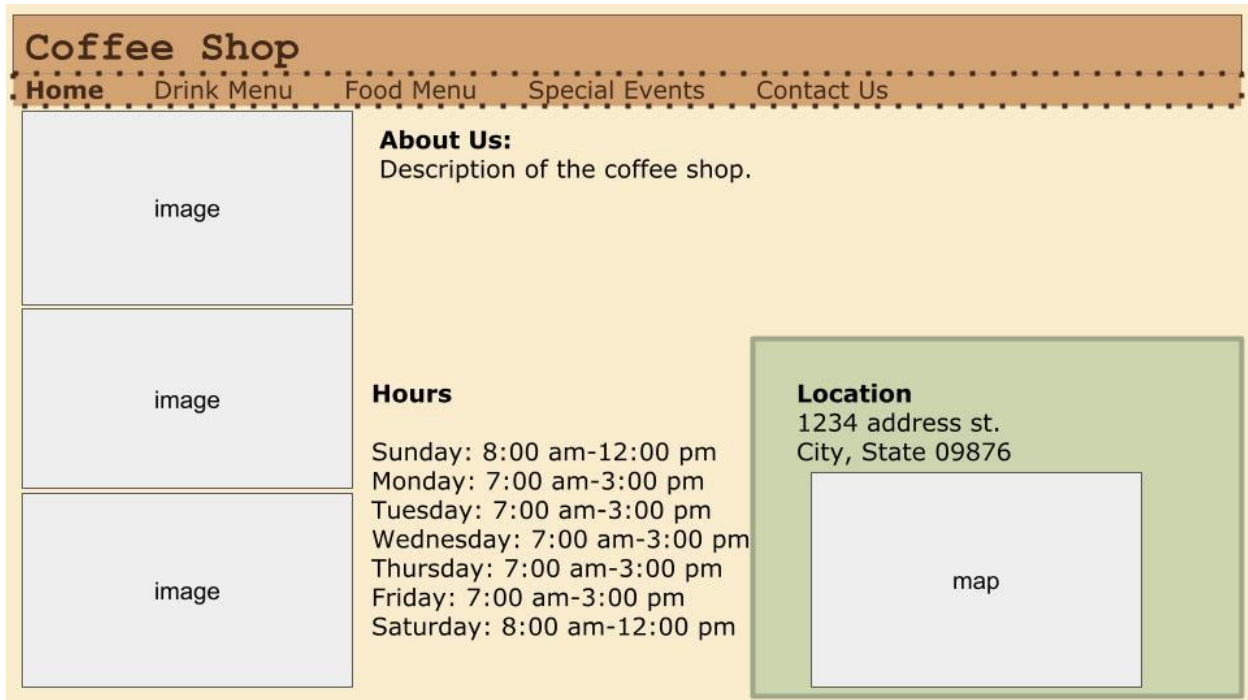 Coffee Shop
Home Drink Menu Food Menu Special Events Contact Us
image
About Us:
Description of the coffee shop.
image
image
Hours
Sunday: 8:00 am-12:00 pm
Monday: 7:00 am-3:00 pm
Tuesday: 7:00 am-3:00 pm
Wednesday: 7:00 am-3:00 pm
Thursday: 7:00 am-3:00 pm
Friday: 7:00 am-3:00 pm
Saturday: 8:00 am-12:00 pm
Location
1234 address st.
City, State 09876
map